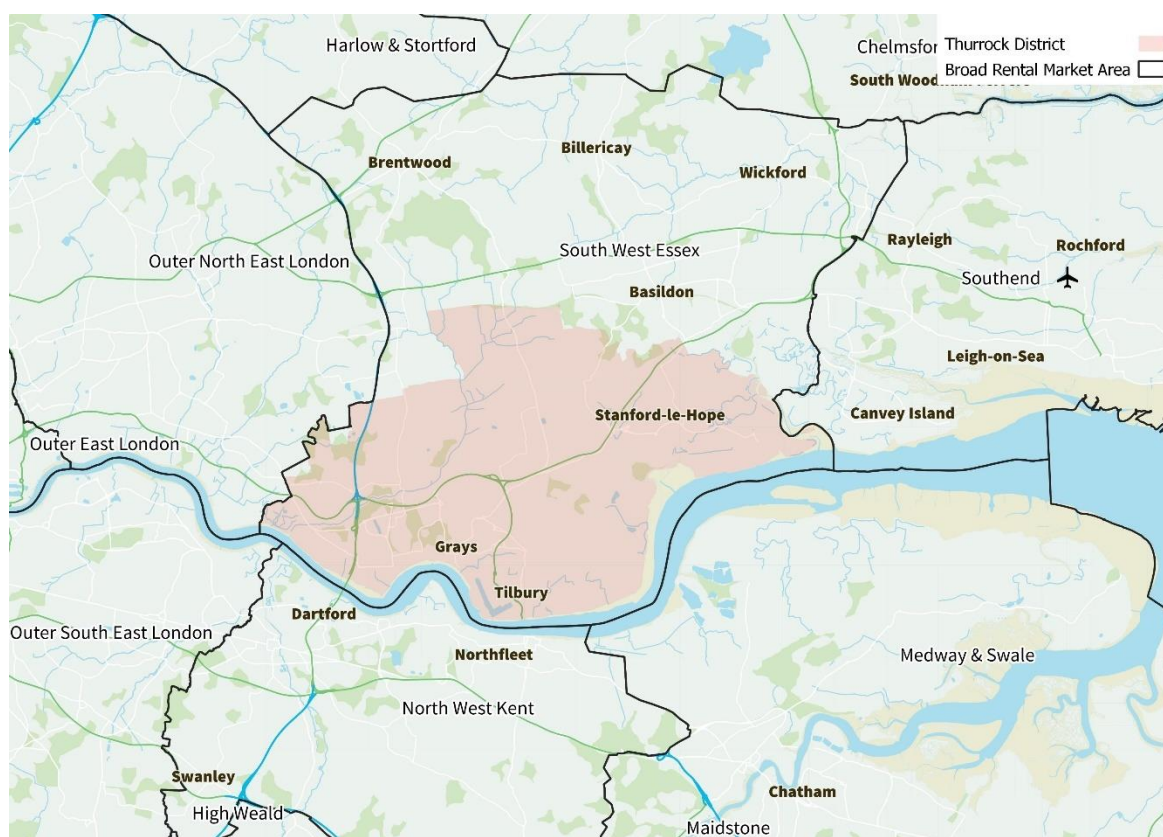 Harlow & Stortford
Chelmsfor
Thurrock District
Broad Rental Market Area
South Wood
Brentwood
Billericay
Wickford
Outer North East London
South West Essex
Rayleigh
Rochford
Southend
Basildon
Leigh-on-Sea
Stanford-le-Hope
Canvey Island
Outer East London
Grays
Tilbury
Dartford
Outer South East London
Northfleet
Medway & Swale
North West Kent
Swanley
High Weald
Chatham
Maidstone